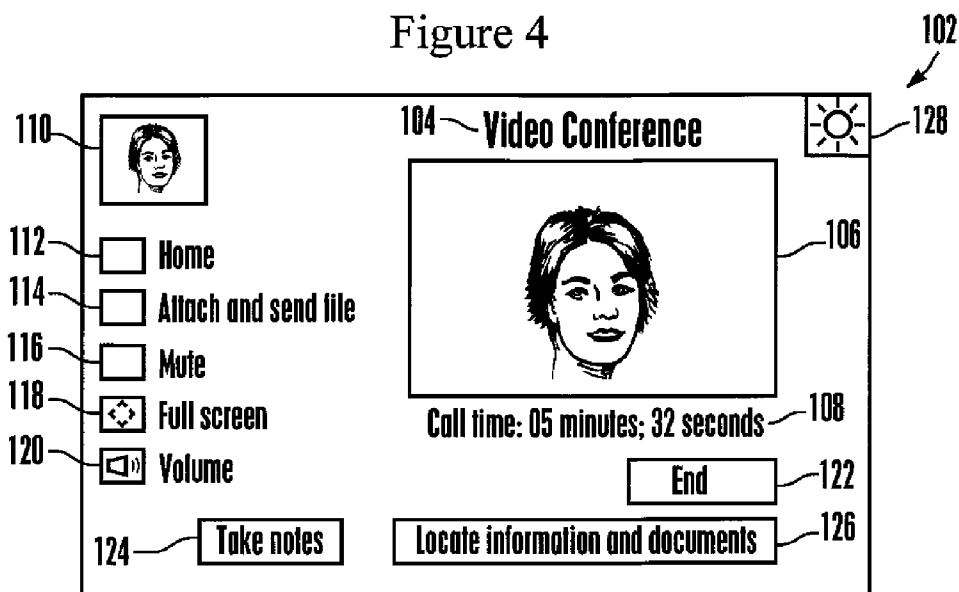 Figure 4
102
110
104 Video Conference
128
106
112 Home
114 Attach and send file
116 Mute
118 Full screen
120 Volume
Call time: 05 minutes; 32 seconds 108
End 122
124 Take notes
Locate information and documents 126